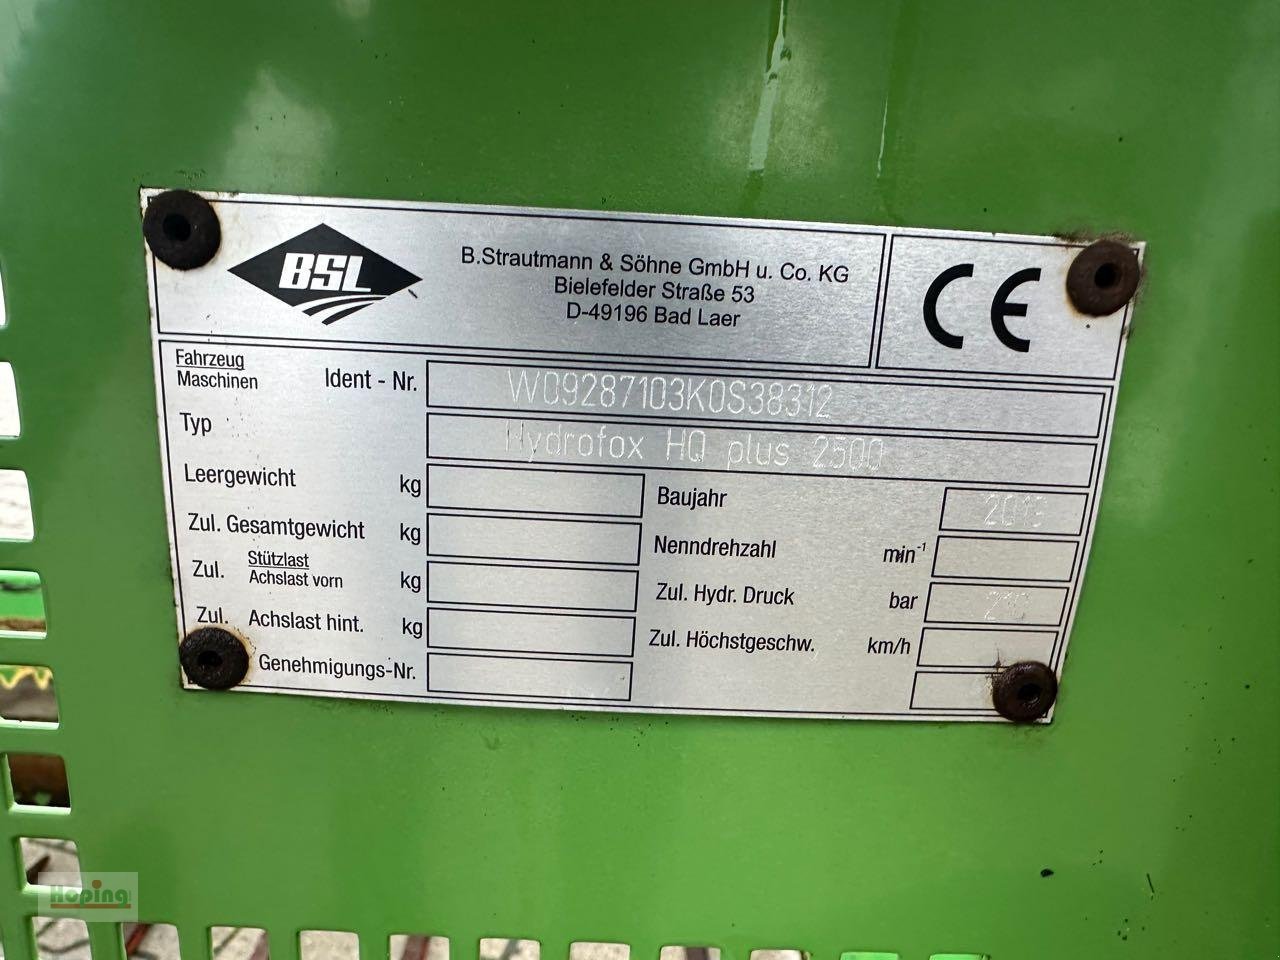 BSL
B.Strautmann & Söhne GmbH u. Co. KG
Bielefelder Straße 53
D-49196 Bad Laer
CE
Fahrzeug
Maschinen
Ident - Nr.
W09287103K0S38312
Typ
Hydrofox HQ plus 2500
Leergewicht kg
Baujahr
Zul. Gesamtgewicht kg
Nenndrehzahl min-1
Zul. Stützlast
Achslast vorn kg
Zul. Hydr. Druck bar
Zul. Achslast hint. kg
Zul. Höchstgeschw. km/h
Genehmigungs-Nr.
Hoping